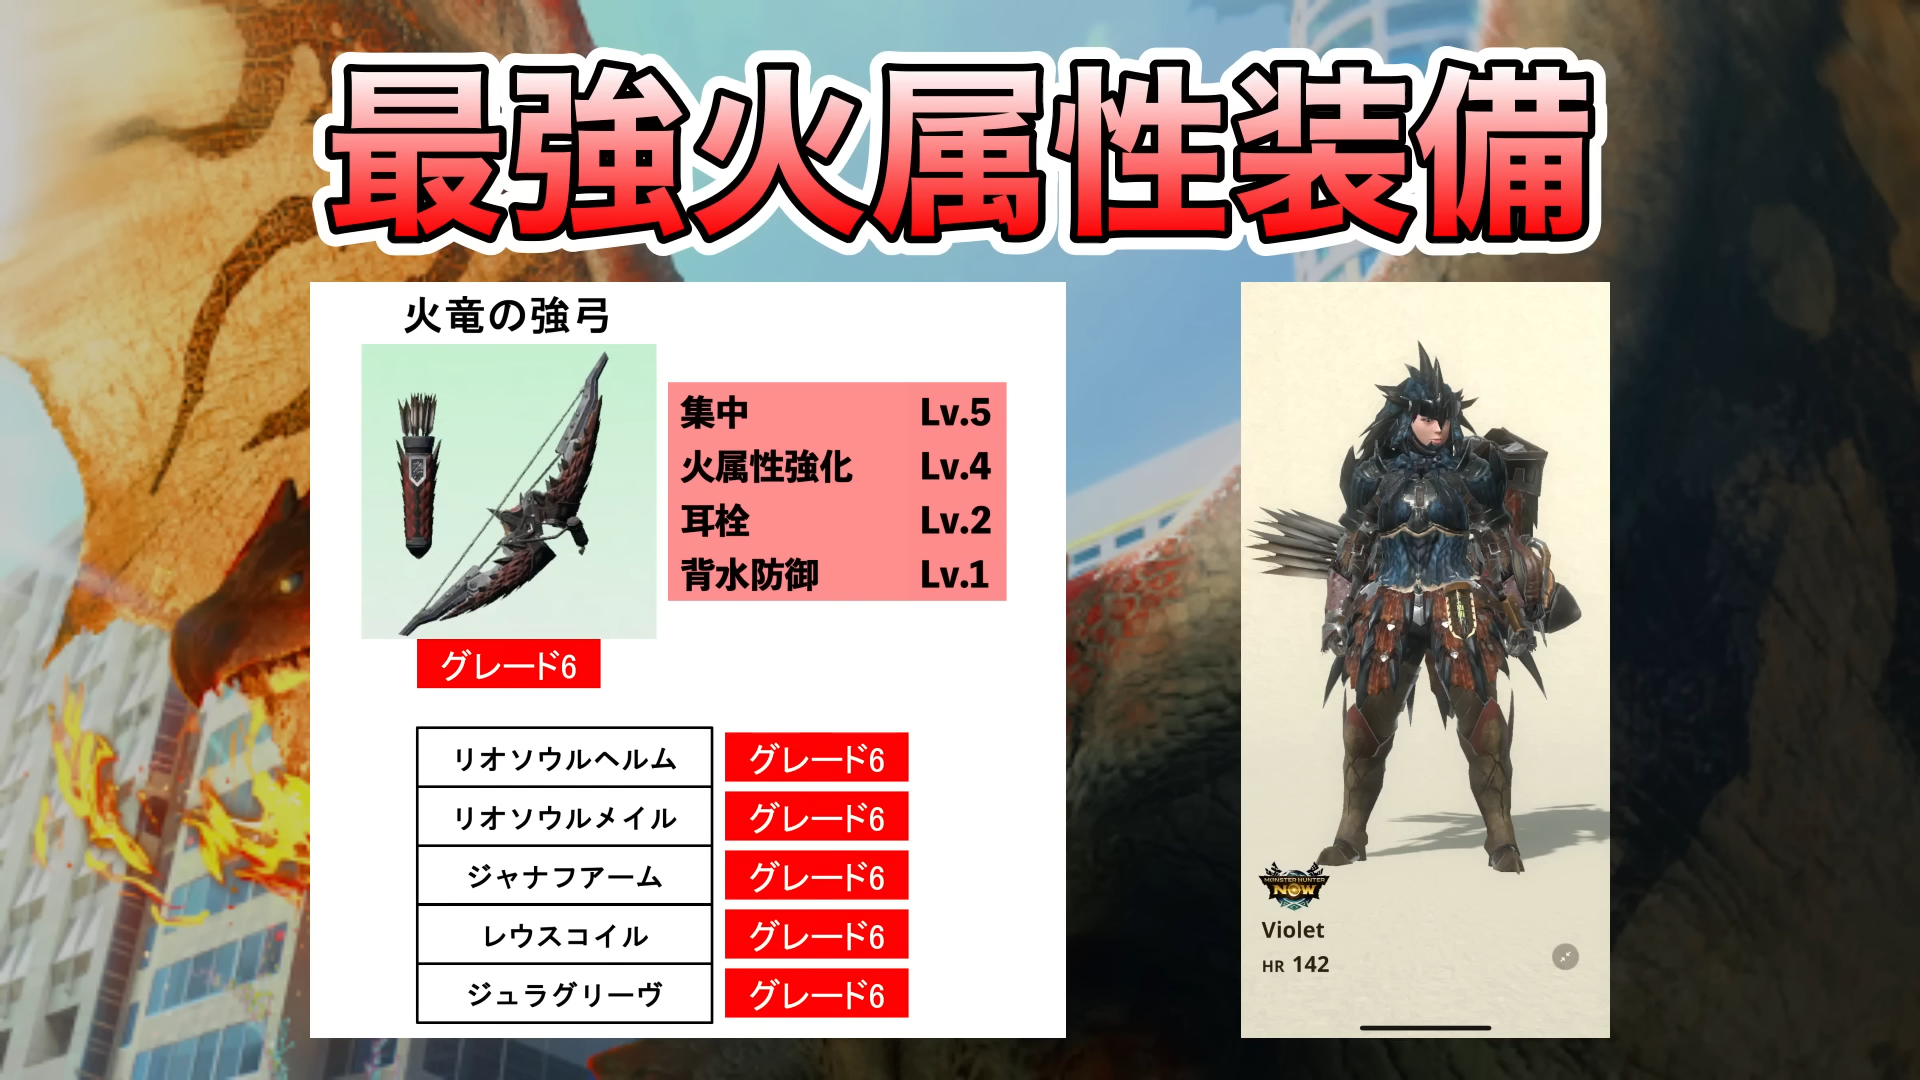 最強火属性装備
火竜の強弓
集中 Lv.5
火属性強化 Lv.4
耳栓 Lv.2
背水防御 Lv.1
グレード6
リオソウルヘルム グレード6
リオソウルメイル グレード6
ジャナフアーム グレード6
レウスコイル グレード6
ジュラグリーヴ グレード6
MONSTER HUNTER
NOW
Violet
HR 142